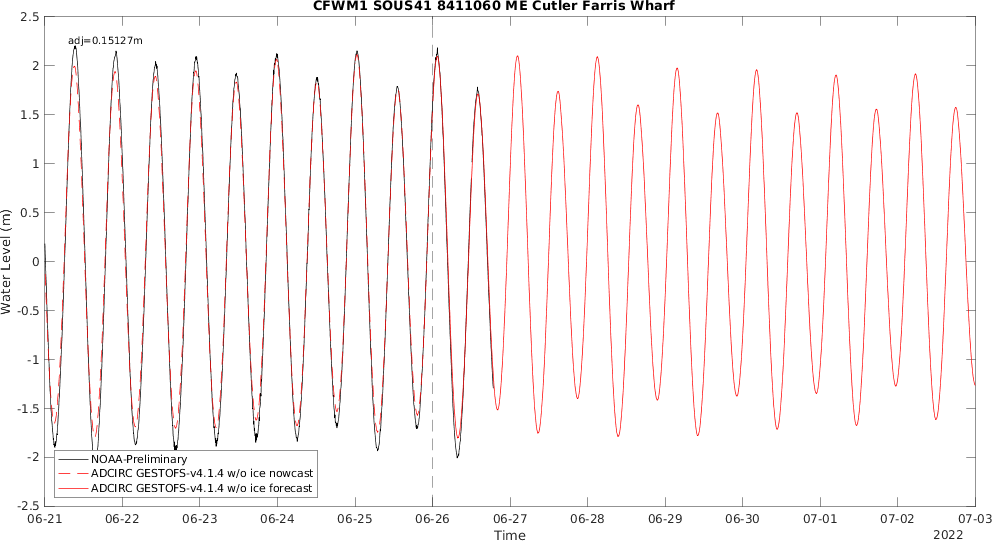 CFWM1 SOUS41 8411060 ME Cutler Farris Wharf
adj=0.15127m
2.5
2
1.5
1
0.5
0
-0.5
-1
-1.5
-2
-2.5
Water Level (m)
NOAA-Preliminary
ADCIRC GESTOFS-v4.1.4 w/o ice nowcast
ADCIRC GESTOFS-v4.1.4 w/o ice forecast
06-21 06-22 06-23 06-24 06-25 06-26 06-27 06-28 06-29 06-30 07-01 07-02 07-03
Time
2022